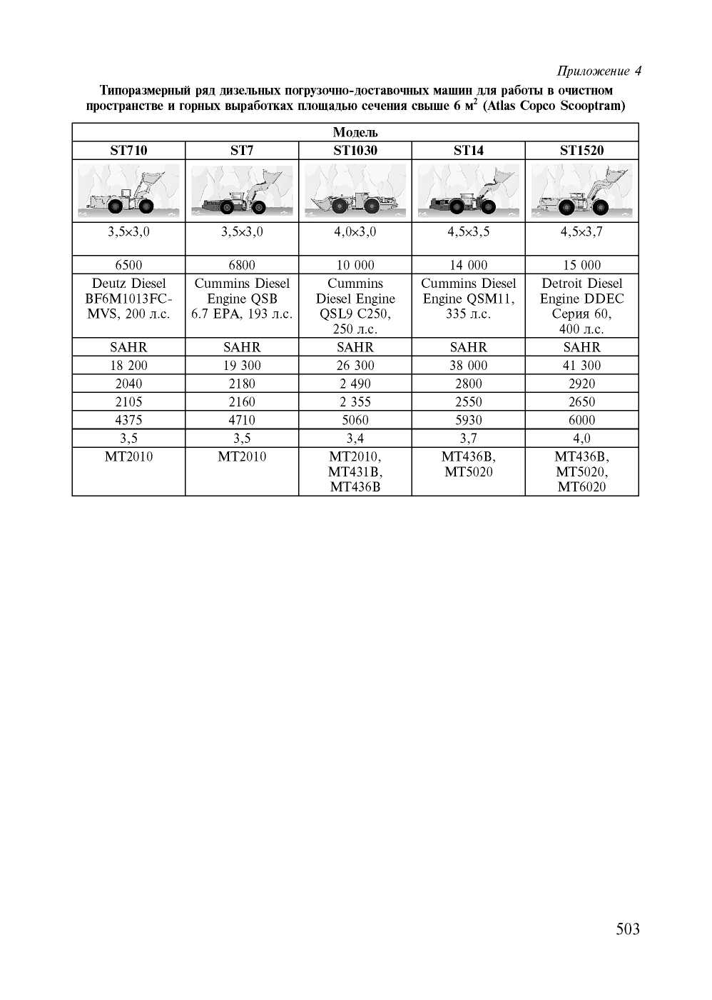 Приложение 4
Типоразмерный ряд дизельных погрузочно-доставочных машин для работы в очистном
пространстве и горных выработках площадью сечения свыше 6 м² (Atlas Copco Scooptram)
Модель
ST710 ST7 ST1030 ST14 ST1520
3,5×3,0 3,5×3,0 4,0×3,0 4,5×3,5 4,5×3,7
6500 6800 10 000 14 000 15 000
Deutz Diesel Cummins Diesel Cummins Cummins Diesel Detroit Diesel
BF6M1013FC- Engine QSB Diesel Engine Engine QSM11, Engine DDEC
MVS, 200 л.с. 6.7 EPA, 193 л.с. QSL9 C250, 335 л.с. Серия 60,
250 л.с. 400 л.с.
SAHR SAHR SAHR SAHR SAHR
18 200 19 300 26 300 38 000 41 300
2040 2180 2 490 2800 2920
2105 2160 2 355 2550 2650
4375 4710 5060 5930 6000
3,5 3,5 3,4 3,7 4,0
MT2010 MT2010 MT2010, MT436B, MT436B,
MT431B, MT5020 MT5020,
MT436B MT6020
503